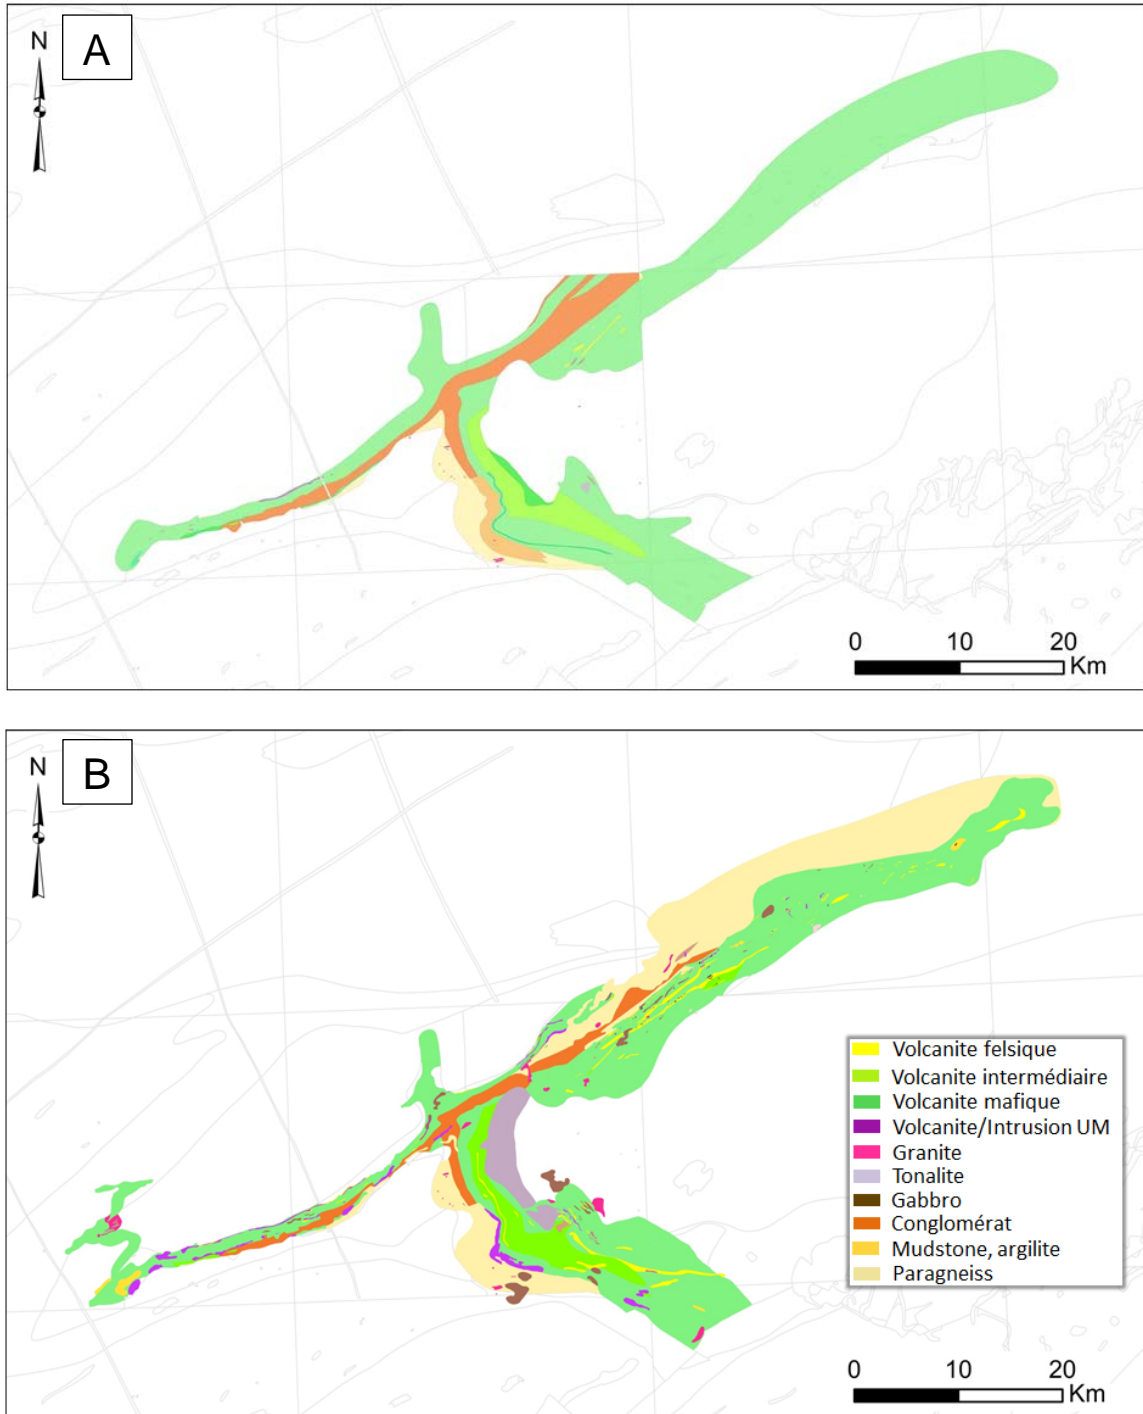 N
A
0 10 20
Km
N
B
Volcanite felsique
Volcanite intermédiaire
Volcanite mafique
Volcanite/Intrusion UM
Granite
Tonalite
Gabbro
Conglomérat
Mudstone, argilite
Paragneiss
0 10 20
Km